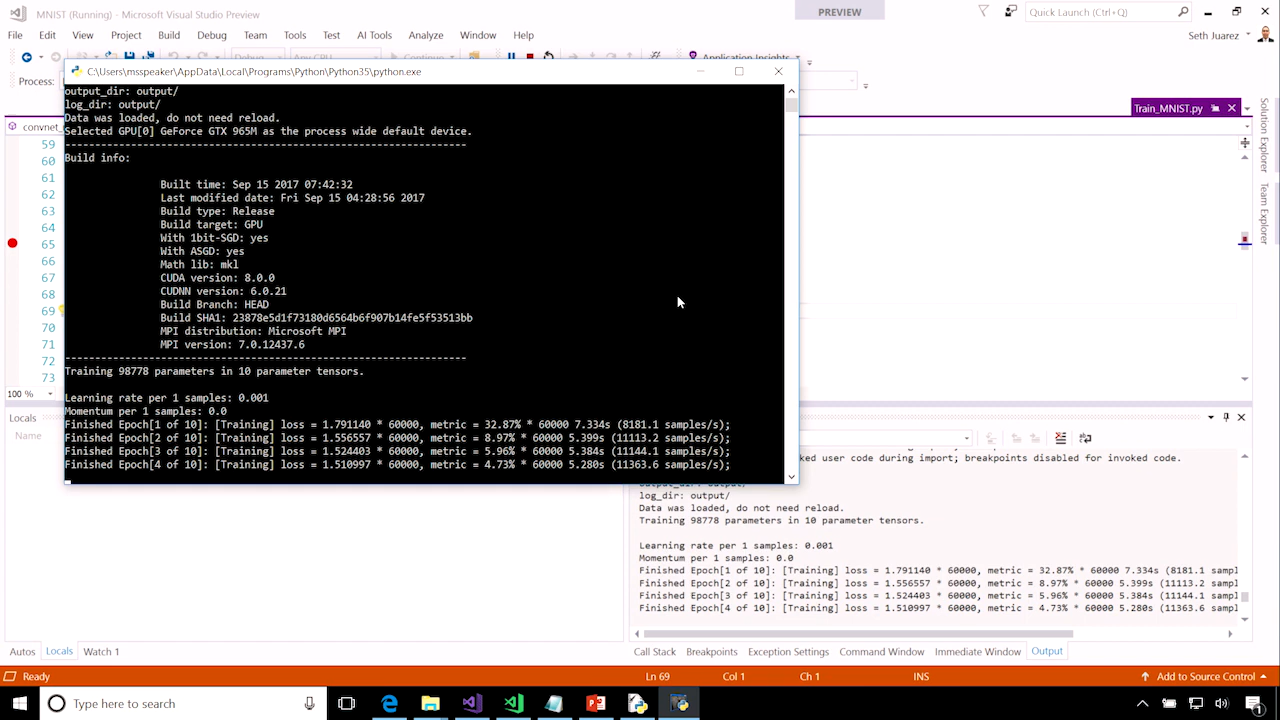 MNIST (Running) - Microsoft Visual Studio Preview
PREVIEW
Quick Launch (Ctrl+Q)
File Edit View Project Build Debug Team Tools Test AI Tools Analyze Window Help
Seth Juarez
Debug Any CPU Continue Application Insights
Process:
C:\Users\msspeaker\AppData\Local\Programs\Python\Python35\python.exe
Train_MNIST.py
convnet_
Solution Explorer
Team Explorer
59
60
61
62
63
64
65
66
67
68
69
70
71
72
73
output_dir: output/
log_dir: output/
Data was loaded, do not need reload.
Selected GPU[0] GeForce GTX 965M as the process wide default device.
-------------------------------------------------------------------
Build info:
Built time: Sep 15 2017 07:42:32
Last modified date: Fri Sep 15 04:28:56 2017
Build type: Release
Build target: GPU
With 1bit-SGD: yes
With ASGD: yes
Math lib: mkl
CUDA version: 8.0.0
CUDNN version: 6.0.21
Build Branch: HEAD
Build SHA1: 23878e5d1f73180d6564b6f907b14fe5f53513bb
MPI distribution: Microsoft MPI
MPI version: 7.0.12437.6
-------------------------------------------------------------------
Training 98778 parameters in 10 parameter tensors.
Learning rate per 1 samples: 0.001
Momentum per 1 samples: 0.0
Finished Epoch[1 of 10]: [Training] loss = 1.791140 * 60000, metric = 32.87% * 60000 7.334s (8181.1 samples/s);
Finished Epoch[2 of 10]: [Training] loss = 1.556557 * 60000, metric = 8.97% * 60000 5.399s (11113.2 samples/s);
Finished Epoch[3 of 10]: [Training] loss = 1.524403 * 60000, metric = 5.96% * 60000 5.384s (11144.1 samples/s);
Finished Epoch[4 of 10]: [Training] loss = 1.510997 * 60000, metric = 4.73% * 60000 5.280s (11363.6 samples/s);
100 %
Locals
Name
ked user code during import; breakpoints disabled for invoked code.
output_dir: output/
log_dir: output/
Data was loaded, do not need reload.
Training 98778 parameters in 10 parameter tensors.
Learning rate per 1 samples: 0.001
Momentum per 1 samples: 0.0
Finished Epoch[1 of 10]: [Training] loss = 1.791140 * 60000, metric = 32.87% * 60000 7.334s (8181.1 sampl
Finished Epoch[2 of 10]: [Training] loss = 1.556557 * 60000, metric = 8.97% * 60000 5.399s (11113.2 sampl
Finished Epoch[3 of 10]: [Training] loss = 1.524403 * 60000, metric = 5.96% * 60000 5.384s (11144.1 sampl
Finished Epoch[4 of 10]: [Training] loss = 1.510997 * 60000, metric = 4.73% * 60000 5.280s (11363.6 sampl
Autos Locals Watch 1
Call Stack Breakpoints Exception Settings Command Window Immediate Window Output
Ready Ln 69 Col 1 Ch 1 INS Add to Source Control
Type here to search
1